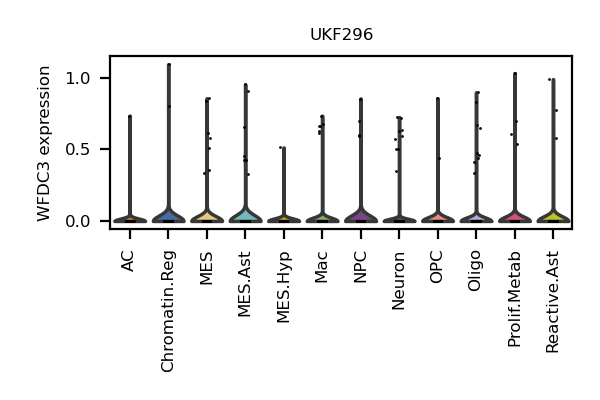 UKF296
WFDC3 expression
1.0
0.5
0.0
AC
Chromatin.Reg
MES
MES.Ast
MES.Hyp
Mac
NPC
Neuron
OPC
Oligo
Prolif.Metab
Reactive.Ast